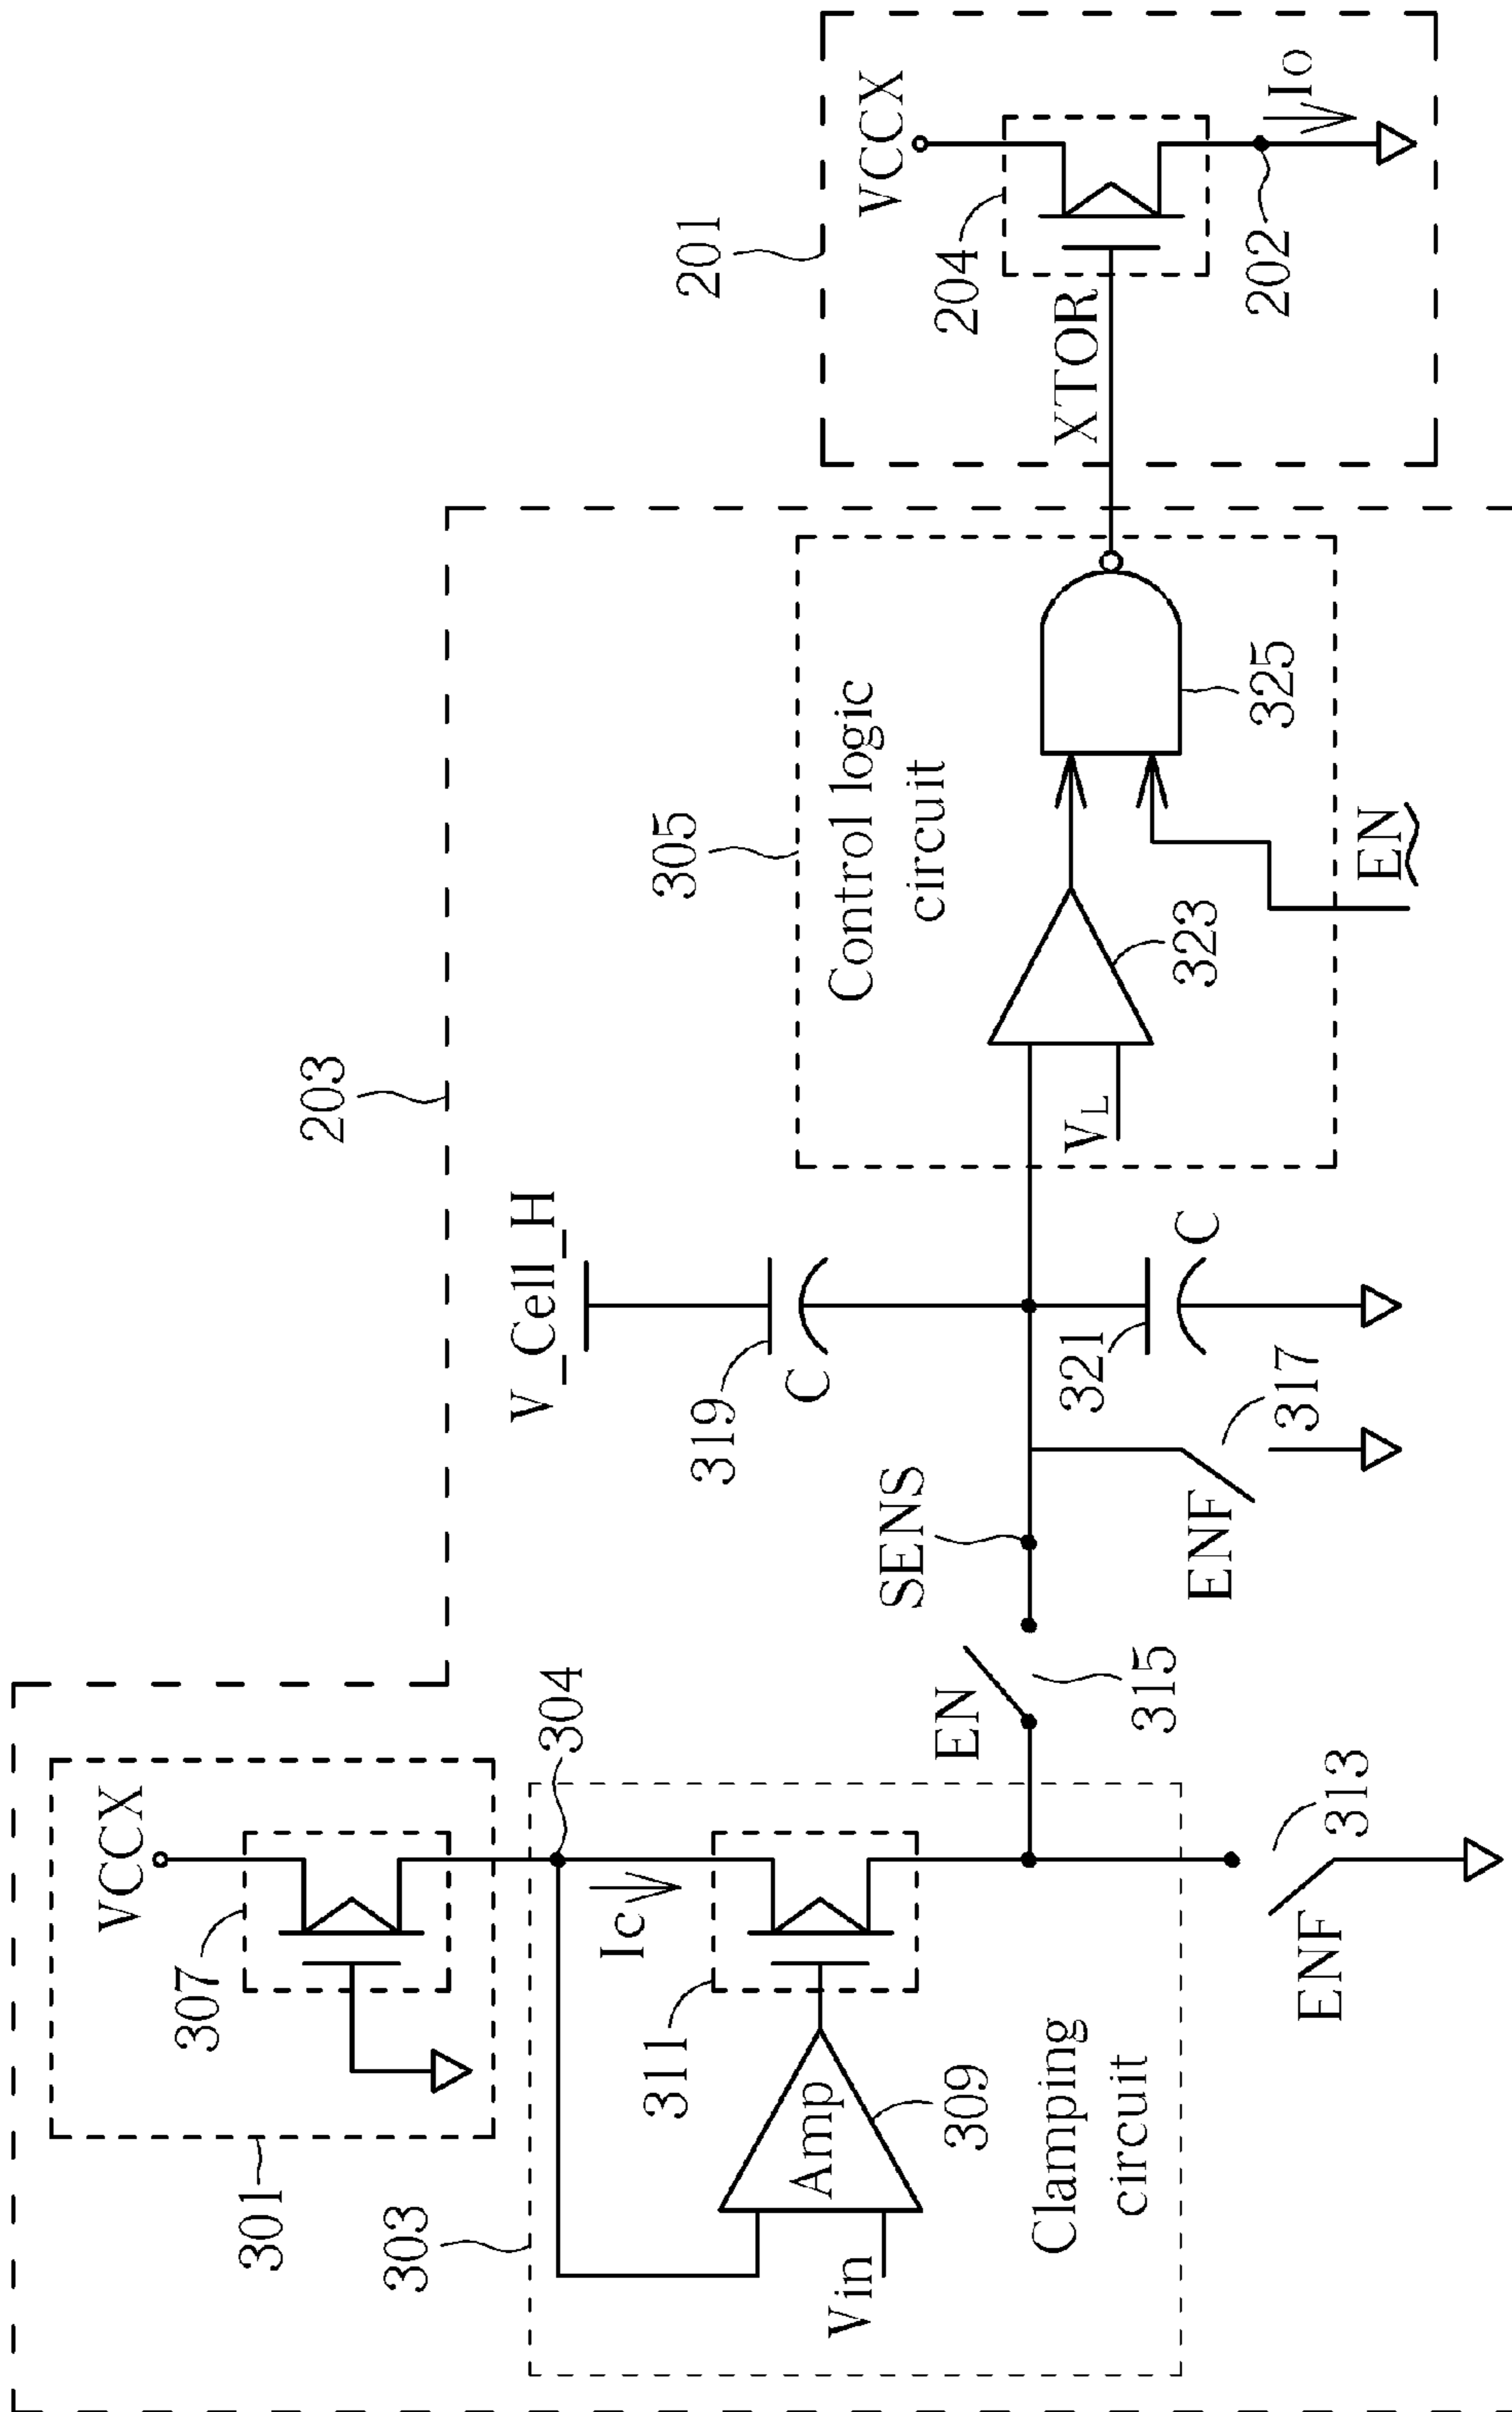 203
301
VCCX
307
303
304
Ic
311
Amp
309
Vin
Clamping
circuit
EN
315
ENF
313
SENS
V_Cell_H
319
C
321
C
ENF
317
305
Control logic
circuit
VL
323
325
EN
201
VCCX
204
XTOR
202
Io